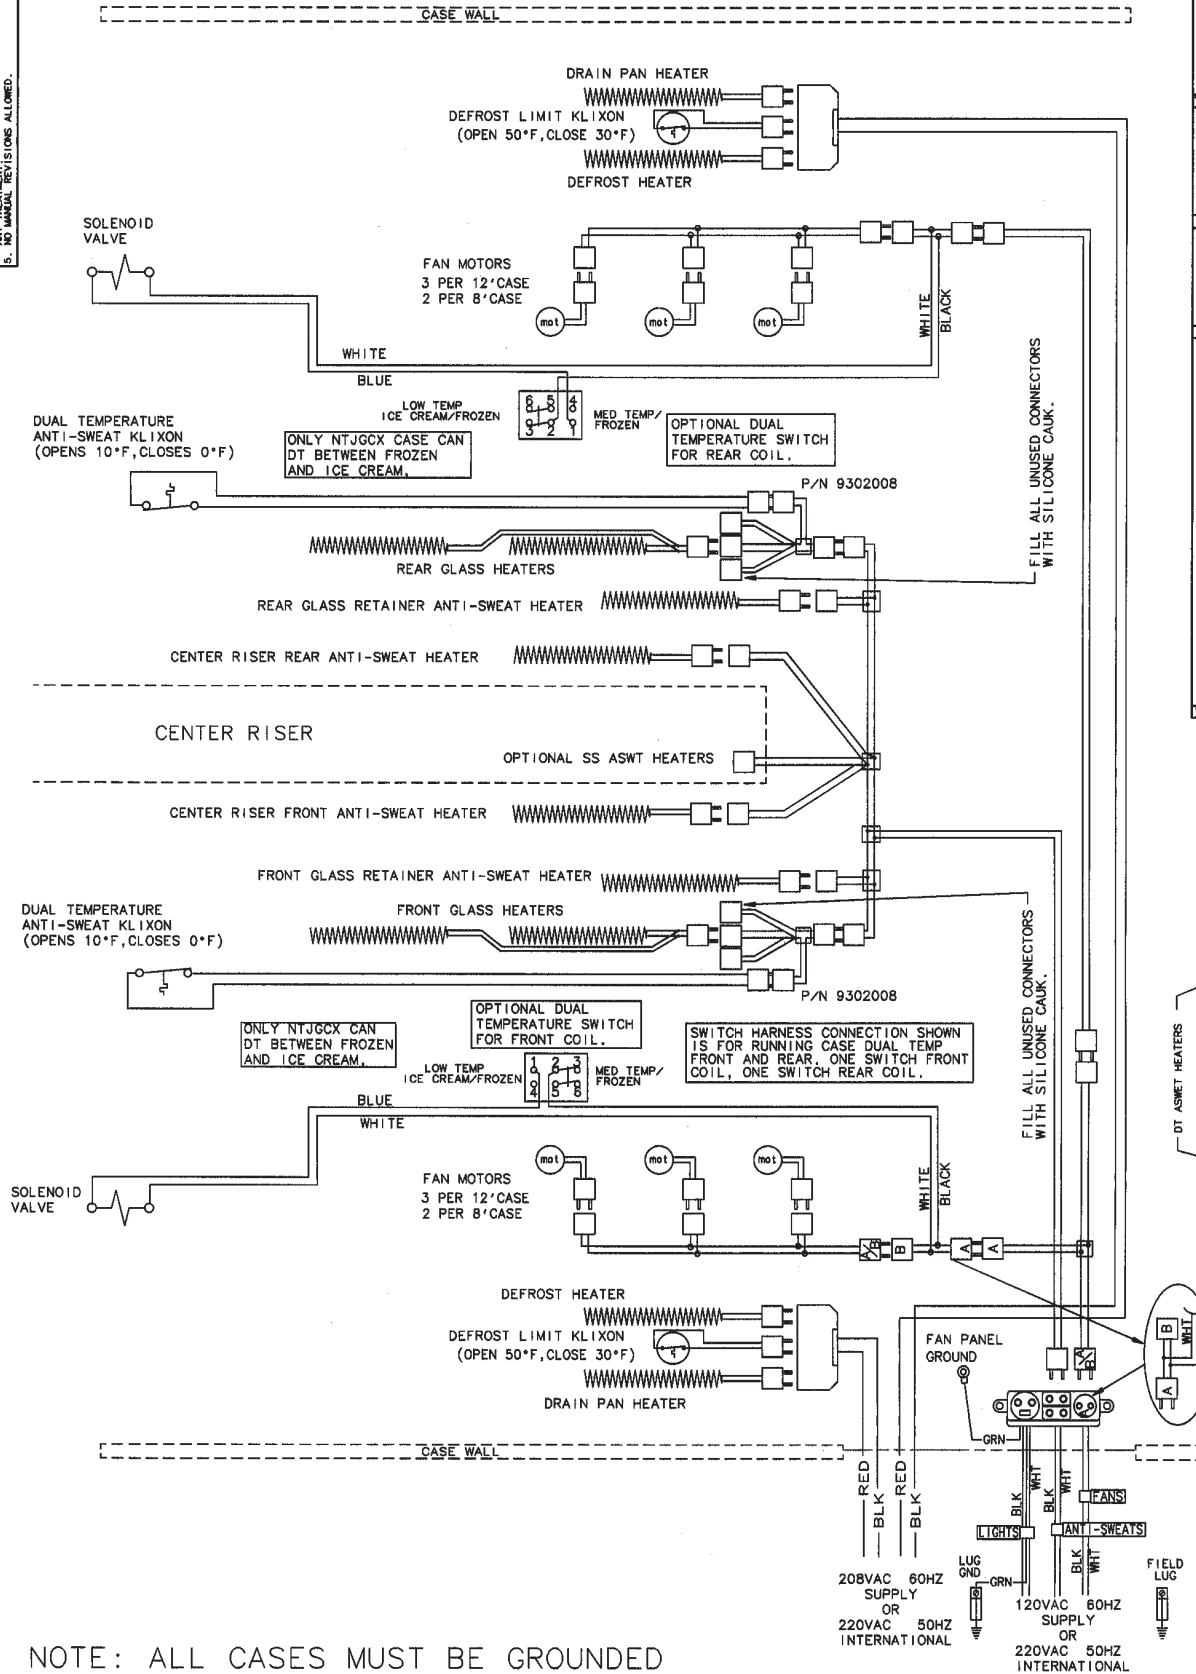 CASE WALL
5. NO MANUAL REVISIONS ALLOWED.
DRAIN PAN HEATER
DEFROST LIMIT KLIXON
(OPEN 50°F,CLOSE 30°F)
DEFROST HEATER
SOLENOID
VALVE
FAN MOTORS
3 PER 12'CASE
2 PER 8'CASE
mot
mot
mot
WHITE
BLACK
WHITE
BLUE
LOW TEMP
ICE CREAM/FROZEN
6 5 4
3 2 1
MED TEMP/
FROZEN
OPTIONAL DUAL
TEMPERATURE SWITCH
FOR REAR COIL.
DUAL TEMPERATURE
ANTI-SWEAT KLIXON
(OPENS 10°F,CLOSES 0°F)
ONLY NTJGCX CASE CAN
DT BETWEEN FROZEN
AND ICE CREAM.
P/N 9302008
FILL ALL UNUSED CONNECTORS
WITH SILICONE CAUK.
REAR GLASS HEATERS
REAR GLASS RETAINER ANTI-SWEAT HEATER
CENTER RISER REAR ANTI-SWEAT HEATER
CENTER RISER
OPTIONAL SS ASWT HEATERS
CENTER RISER FRONT ANTI-SWEAT HEATER
FRONT GLASS RETAINER ANTI-SWEAT HEATER
DUAL TEMPERATURE
ANTI-SWEAT KLIXON
(OPENS 10°F,CLOSES 0°F)
FRONT GLASS HEATERS
P/N 9302008
FILL ALL UNUSED CONNECTORS
WITH SILICONE CAUK.
DT ASWET HEATERS
ONLY NTJGCX CAN
DT BETWEEN FROZEN
AND ICE CREAM.
OPTIONAL DUAL
TEMPERATURE SWITCH
FOR FRONT COIL.
SWITCH HARNESS CONNECTION SHOWN
IS FOR RUNNING CASE DUAL TEMP
FRONT AND REAR. ONE SWITCH FRONT
COIL, ONE SWITCH REAR COIL.
LOW TEMP
ICE CREAM/FROZEN
1 2 3
4 5 6
MED TEMP/
FROZEN
BLUE
WHITE
mot
mot
mot
SOLENOID
VALVE
FAN MOTORS
3 PER 12'CASE
2 PER 8'CASE
WHITE
BLACK
A/B
B
A
A
DEFROST HEATER
DEFROST LIMIT KLIXON
(OPEN 50°F,CLOSE 30°F)
DRAIN PAN HEATER
FAN PANEL
GROUND
A/B
B
WHT
A
GRN
CASE WALL
RED
BLK
RED
BLK
BLK
WHT
BLK
WHT
FANS
LIGHTS
ANTI-SWEATS
BLK
WHT
LUG
GND
GRN
FIELD
LUG
208VAC 60HZ
SUPPLY
OR
220VAC 50HZ
INTERNATIONAL
120VAC 60HZ
SUPPLY
OR
220VAC 50HZ
INTERNATIONAL
NOTE: ALL CASES MUST BE GROUNDED